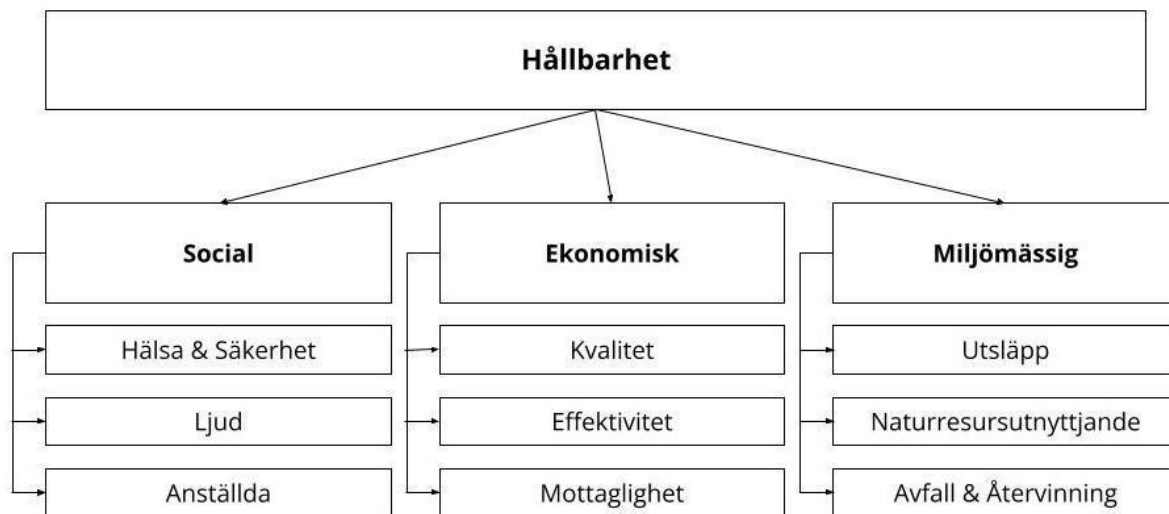 Hållbarhet
Social
Hälsa & Säkerhet
Ljud
Anställda
Ekonomisk
Kvalitet
Effektivitet
Mottaglighet
Miljömässig
Utsläpp
Naturresursutnyttjande
Avfall & Återvinning